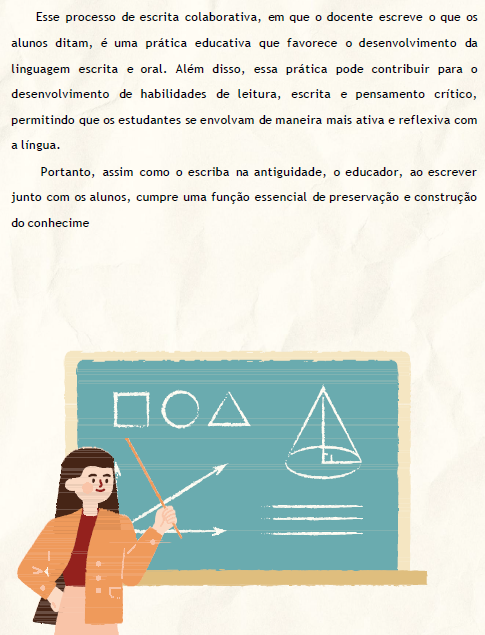 Esse processo de escrita colaborativa, em que o docente escreve o que os
alunos ditam, é uma prática educativa que favorece o desenvolvimento da
linguagem escrita e oral. Além disso, essa prática pode contribuir para o
desenvolvimento de habilidades de leitura, escrita e pensamento crítico,
permitindo que os estudantes se envolvam de maneira mais ativa e reflexiva com
a língua.
Portanto, assim como o escriba na antiguidade, o educador, ao escrever
junto com os alunos, cumpre uma função essencial de preservação e construção
do conhecime